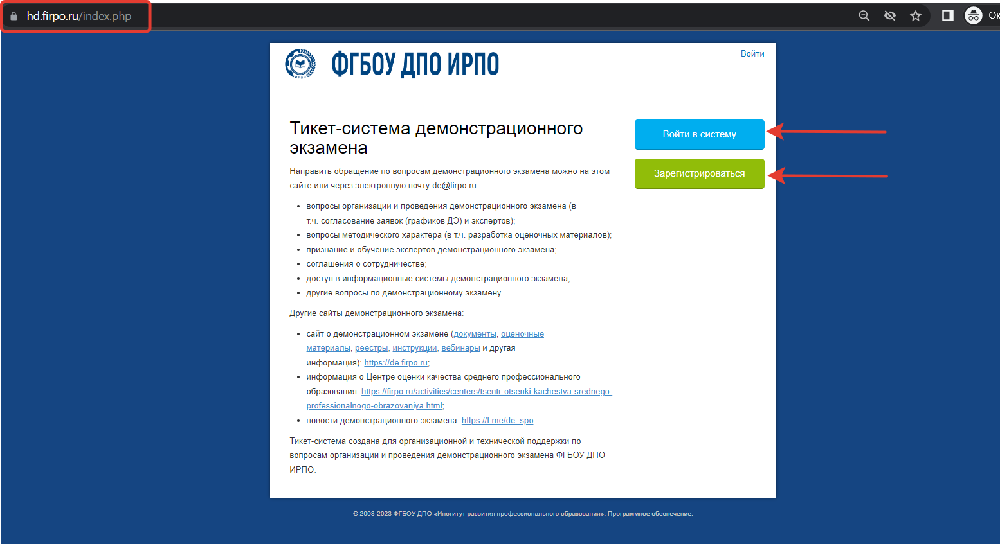 hd.firpo.ru/index.php
Ок
Войти
ИРПО
ФГБОУ ДПО ИРПО
Тикет-система демонстрационного
экзамена
Войти в систему
Зарегистрироваться
Направить обращение по вопросам демонстрационного экзамена можно на этом
сайте или через электронную почту de@firpo.ru:
• вопросы организации и проведения демонстрационного экзамена (в
т.ч. согласование заявок (графиков ДЭ) и экспертов);
• вопросы методического характера (в т.ч. разработка оценочных материалов);
• признание и обучение экспертов демонстрационного экзамена;
• соглашения о сотрудничестве;
• доступ в информационные системы демонстрационного экзамена;
• другие вопросы по демонстрационному экзамену.
Другие сайты демонстрационного экзамена:
• сайт о демонстрационном экзамене (документы, оценочные
материалы, реестры, инструкции, вебинары и другая
информация): https://de.firpo.ru;
• информация о Центре оценки качества среднего профессионального
образования: https://firpo.ru/activities/centers/tsentr-otsenki-kachestva-srednego-
professionalnogo-obrazovaniya.html;
• новости демонстрационного экзамена: https://t.me/de_spo.
Тикет-система создана для организационной и технической поддержки по
вопросам организации и проведения демонстрационного экзамена ФГБОУ ДПО
ИРПО.
© 2008-2023 ФГБОУ ДПО «Институт развития профессионального образования». Программное обеспечение.